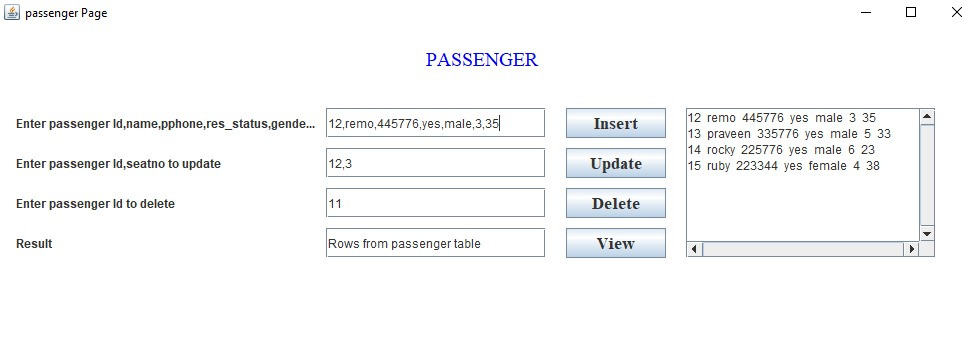 passenger Page
PASSENGER
Enter passenger Id,name,pphone,res_status,gende...
12,remo,445776,yes,male,3,35
Insert
Enter passenger Id,seatno to update
12,3
Update
Enter passenger Id to delete
11
Delete
Result
Rows from passenger table
View
12 remo 445776 yes male 3 35
13 praveen 335776 yes male 5 33
14 rocky 225776 yes male 6 23
15 ruby 223344 yes female 4 38